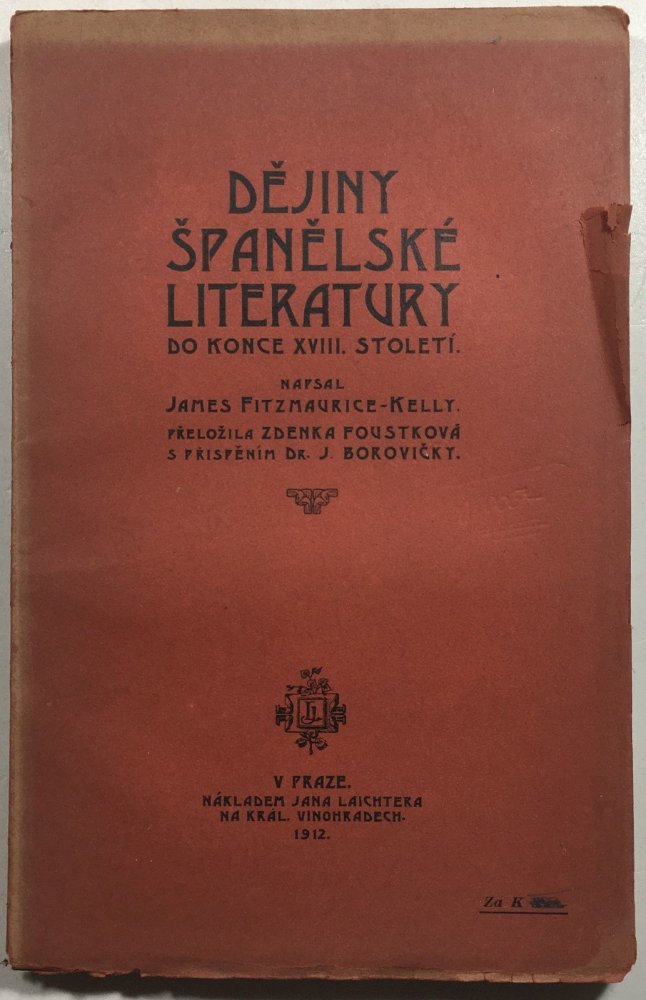 DĚJINY
ŠPANĚLSKÉ
LITERATURY
DO KONCE XVIII. STOLETÍ.
NAPSAL
JAMES FITZMAURICE-KELLY.
PŘELOŽILA ZDENKA FOUSTKOVÁ
S PŘISPĚNÍM DR. J. BOROVIČKY.
JL
V PRAZE.
NÁKLADEM JANA LAICHTERA
NA KRÁL. VINOHRADECH.
1912.
Za K